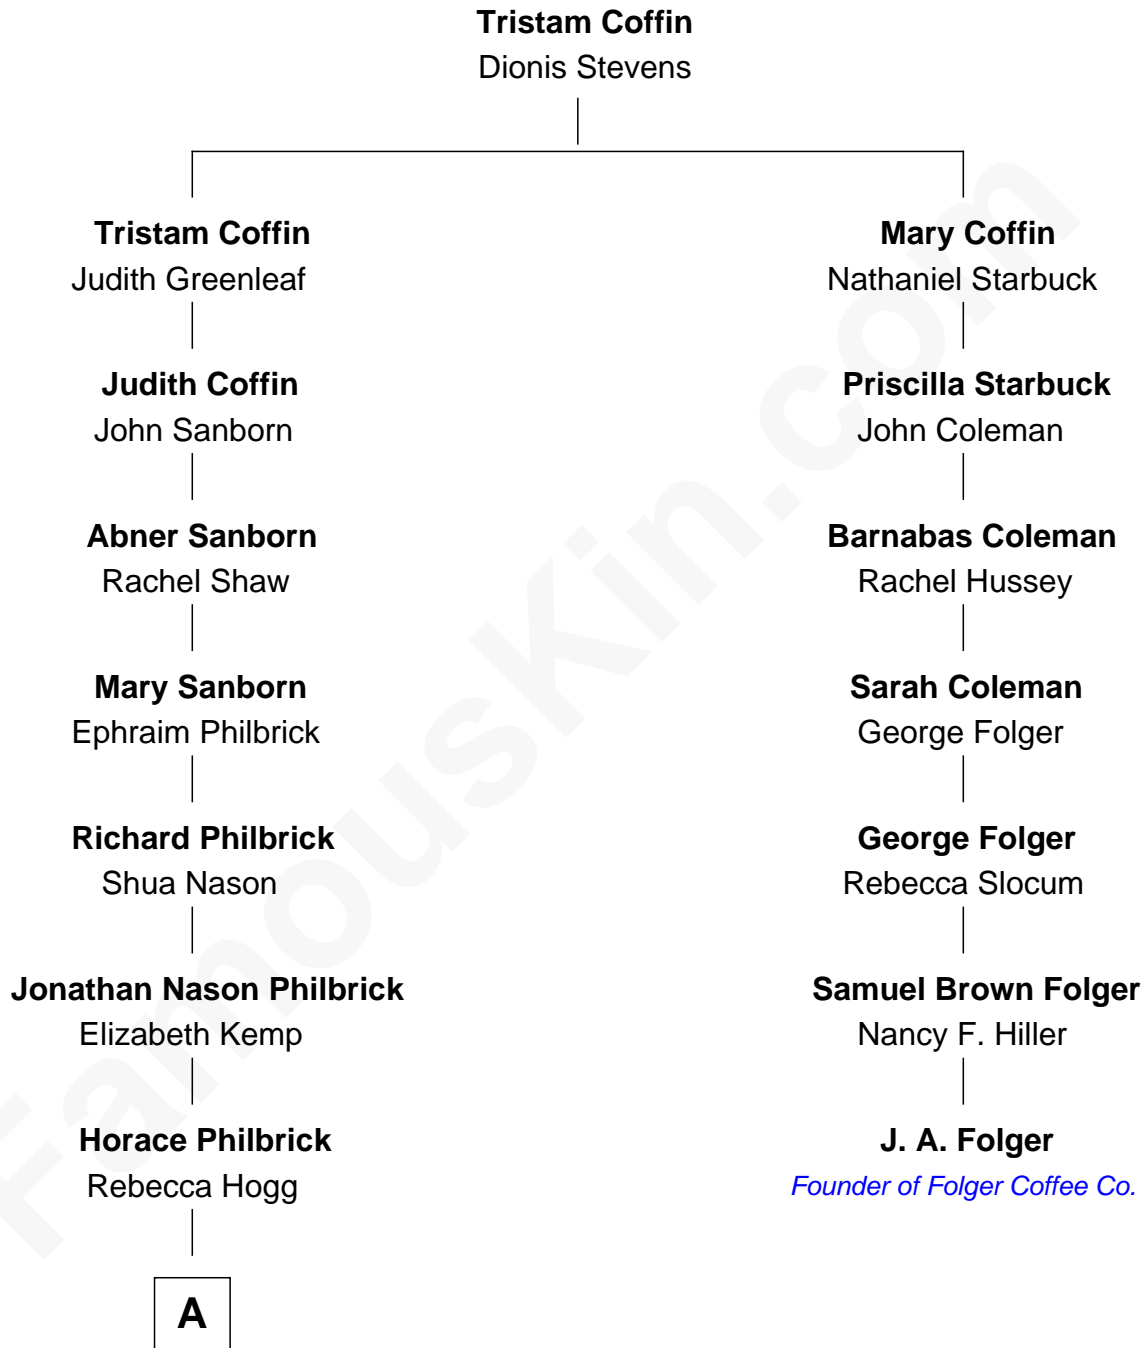 Tristam Coffin
Dionis Stevens
Tristam Coffin
Judith Greenleaf
Mary Coffin
Nathaniel Starbuck
Judith Coffin
John Sanborn
Priscilla Starbuck
John Coleman
Abner Sanborn
Rachel Shaw
Barnabas Coleman
Rachel Hussey
Mary Sanborn
Ephraim Philbrick
Sarah Coleman
George Folger
Richard Philbrick
Shua Nason
George Folger
Rebecca Slocum
Jonathan Nason Philbrick
Elizabeth Kemp
Samuel Brown Folger
Nancy F. Hiller
Horace Philbrick
Rebecca Hogg
J. A. Folger
Founder of Folger Coffee Co.
A
FamousKin.com